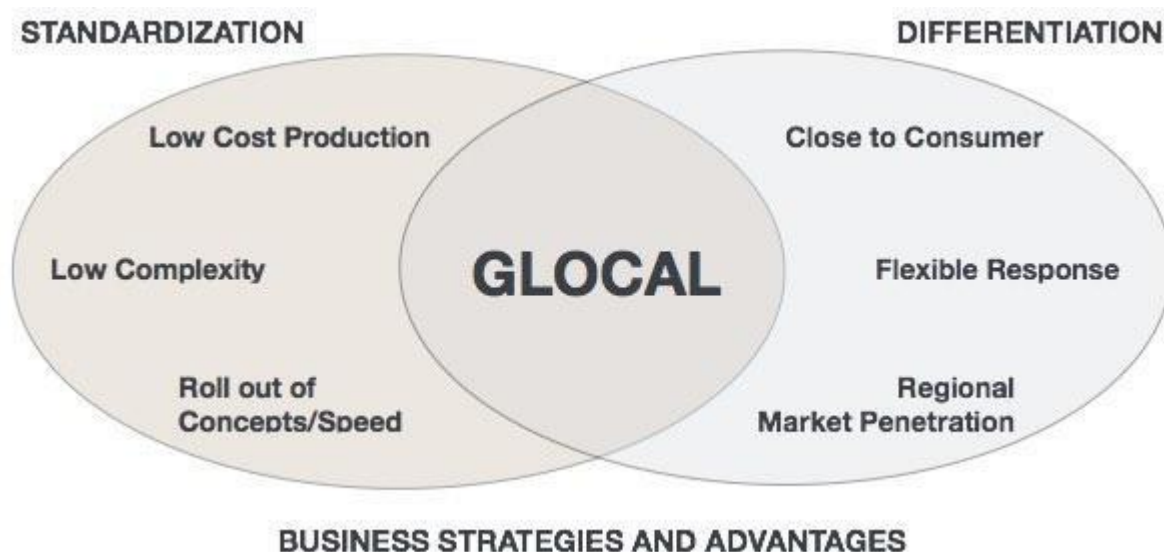 STANDARDIZATION
DIFFERENTIATION
Low Cost Production
Close to Consumer
Low Complexity
GLOCAL
Flexible Response
Roll out of
Concepts/Speed
Regional
Market Penetration
BUSINESS STRATEGIES AND ADVANTAGES